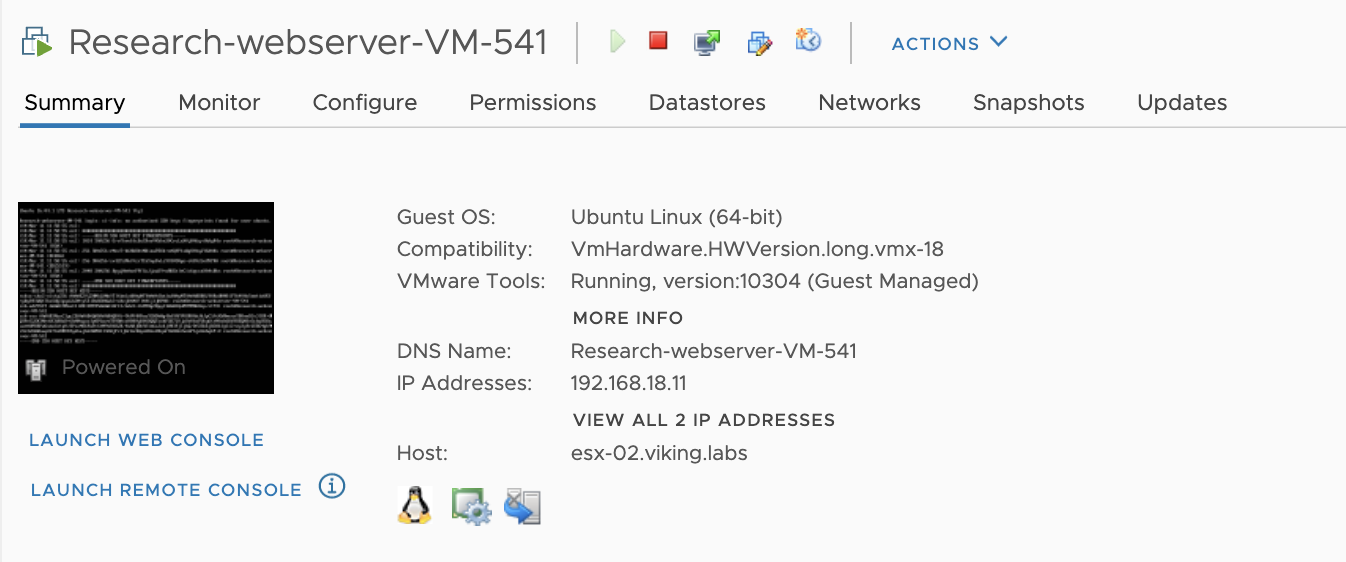 Research-webserver-VM-541
ACTIONS
Summary Monitor Configure Permissions Datastores Networks Snapshots Updates
Powered On
LAUNCH WEB CONSOLE
LAUNCH REMOTE CONSOLE
Guest OS: Ubuntu Linux (64-bit)
Compatibility: VmHardware.HWVersion.long.vmx-18
VMware Tools: Running, version:10304 (Guest Managed)
MORE INFO
DNS Name: Research-webserver-VM-541
IP Addresses: 192.168.18.11
VIEW ALL 2 IP ADDRESSES
Host: esx-02.viking.labs